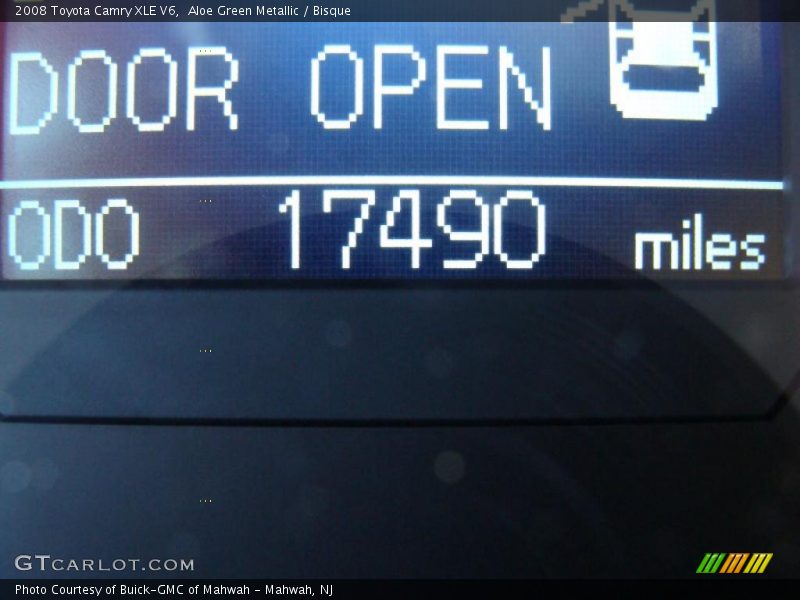 2008 Toyota Camry XLE V6,  Aloe Green Metallic / Bisque
DOOR OPEN
ODO 17490 miles
GTCARLOT.COM
Photo Courtesy of Buick-GMC of Mahwah - Mahwah, NJ